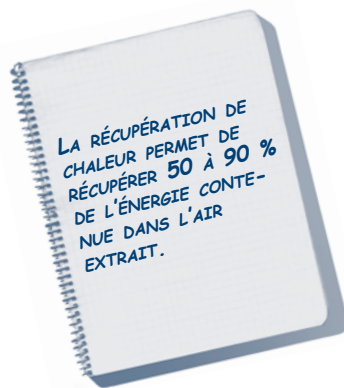 LA RÉCUPÉRATION DE
CHALEUR PERMET DE
RÉCUPÉRER 50 À 90 %
DE L'ÉNERGIE CONTE-
NUE DANS L'AIR
EXTRAIT.